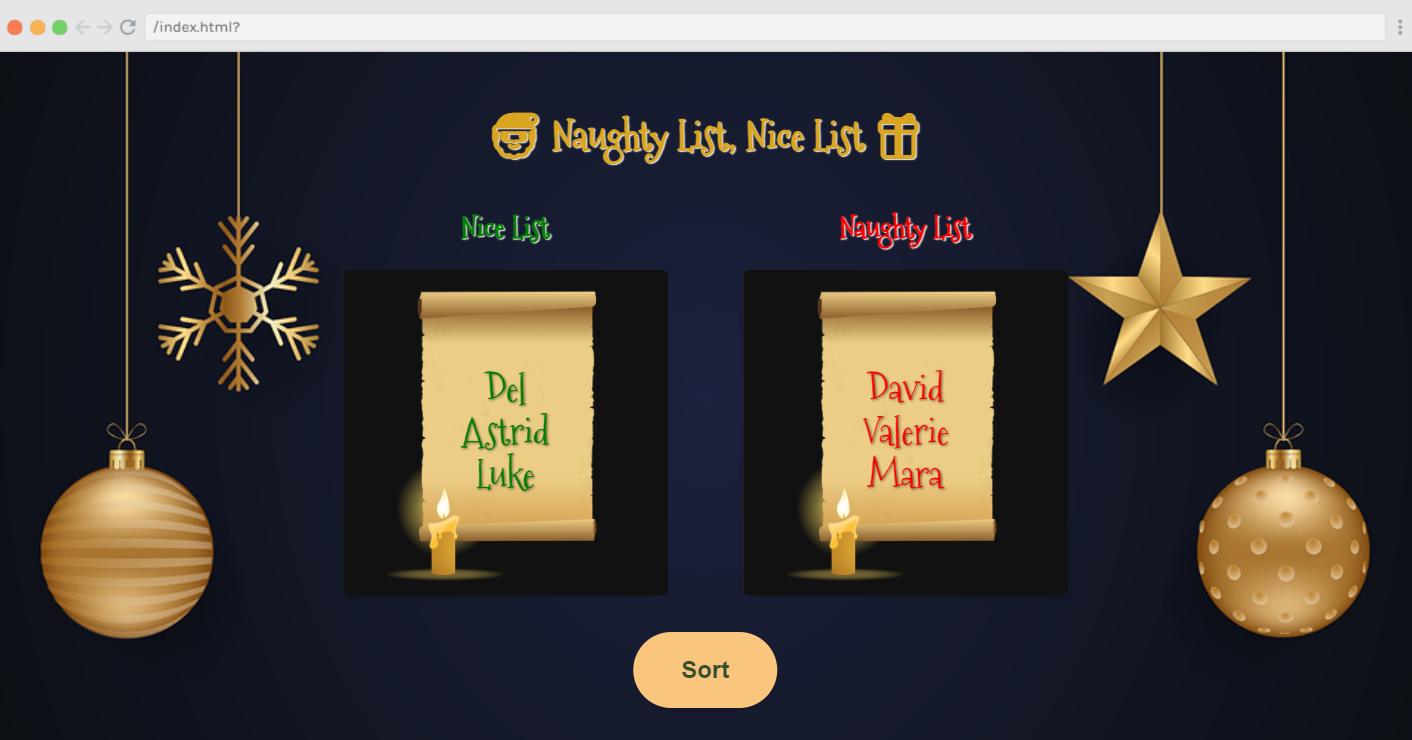 /index.html?
Naughty List, Nice List
Nice List
Del
Astrid
Luke
Naughty List
David
Valerie
Mara
Sort